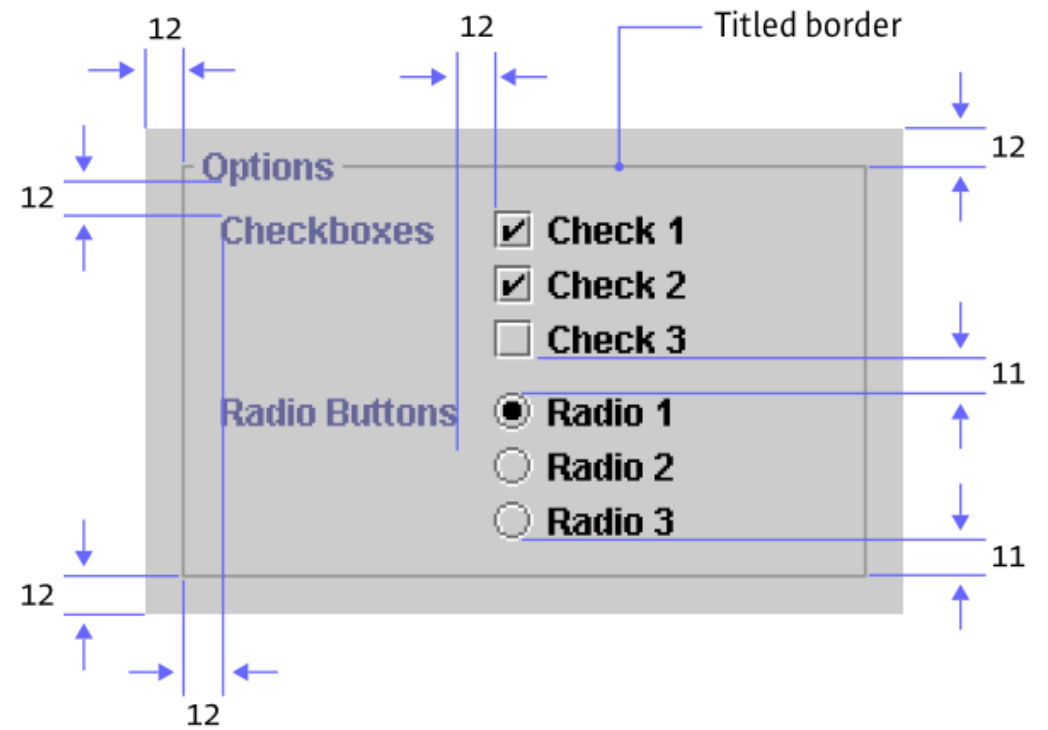 12 12 Titled border
Options 12
12
Checkboxes Check 1
Check 2
Check 3
11
Radio Buttons Radio 1
Radio 2
Radio 3
11
12
12